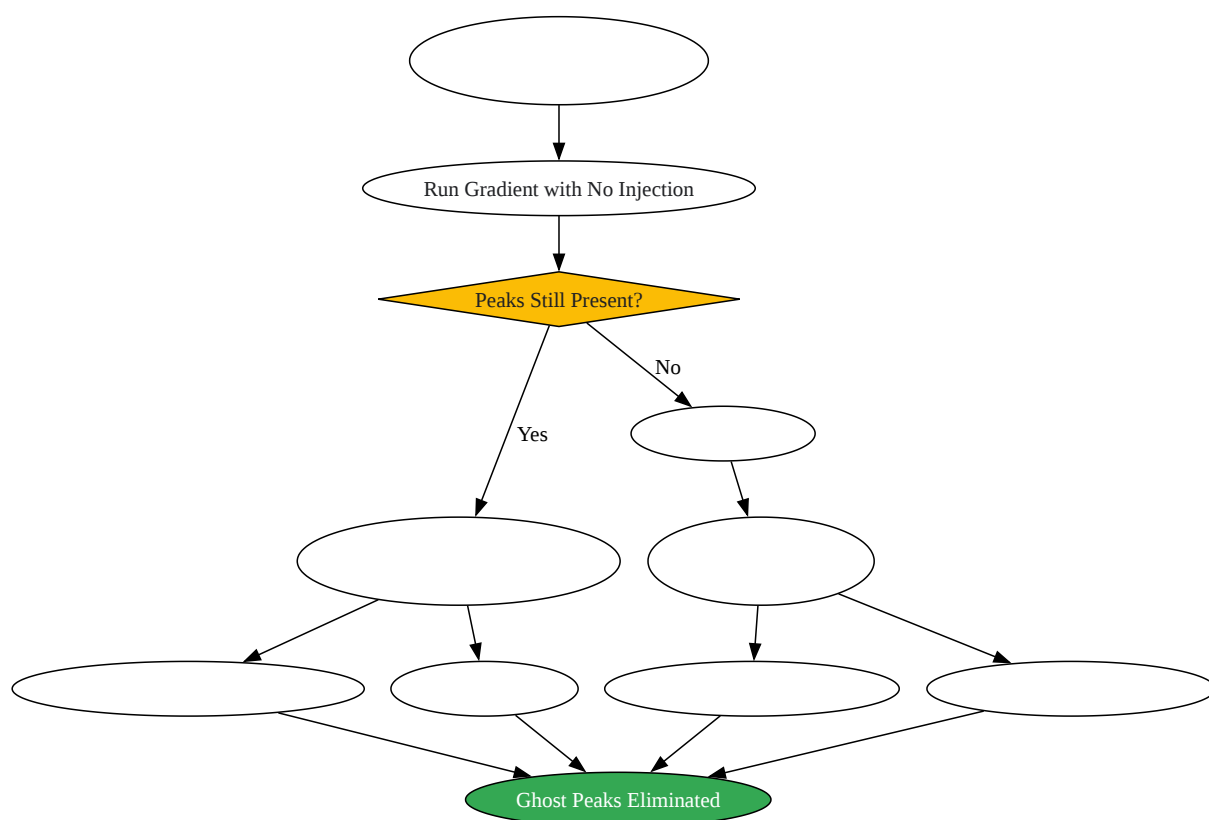 Run Gradient with No Injection
Peaks Still Present?
No
Yes
Ghost Peaks Eliminated